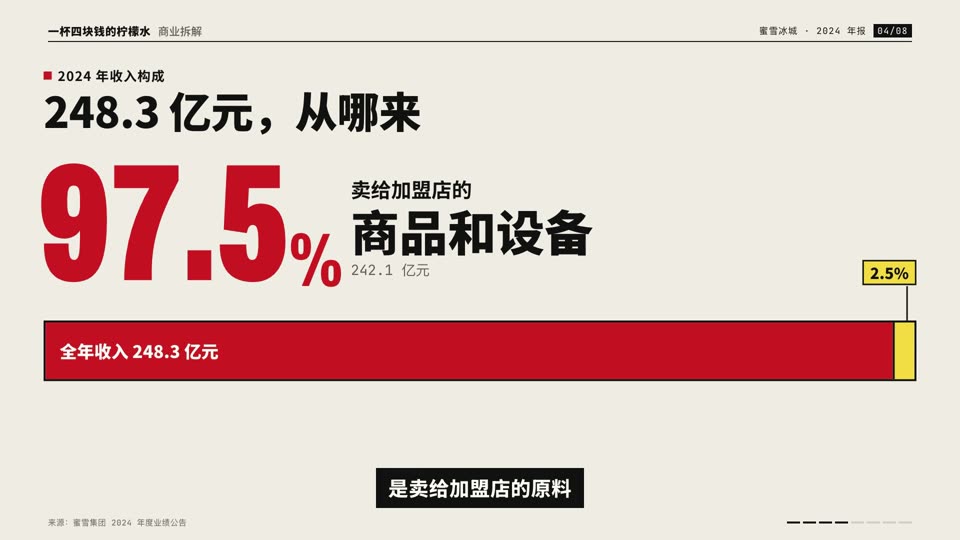 一杯四块钱的柠檬水 商业拆解
蜜雪冰城 · 2024 年报 04/08
2024 年收入构成
248.3 亿元，从哪来
97.5%
卖给加盟店的
商品和设备
242.1 亿元
2.5%
全年收入 248.3 亿元
是卖给加盟店的原料
来源：蜜雪集团 2024 年度业绩公告